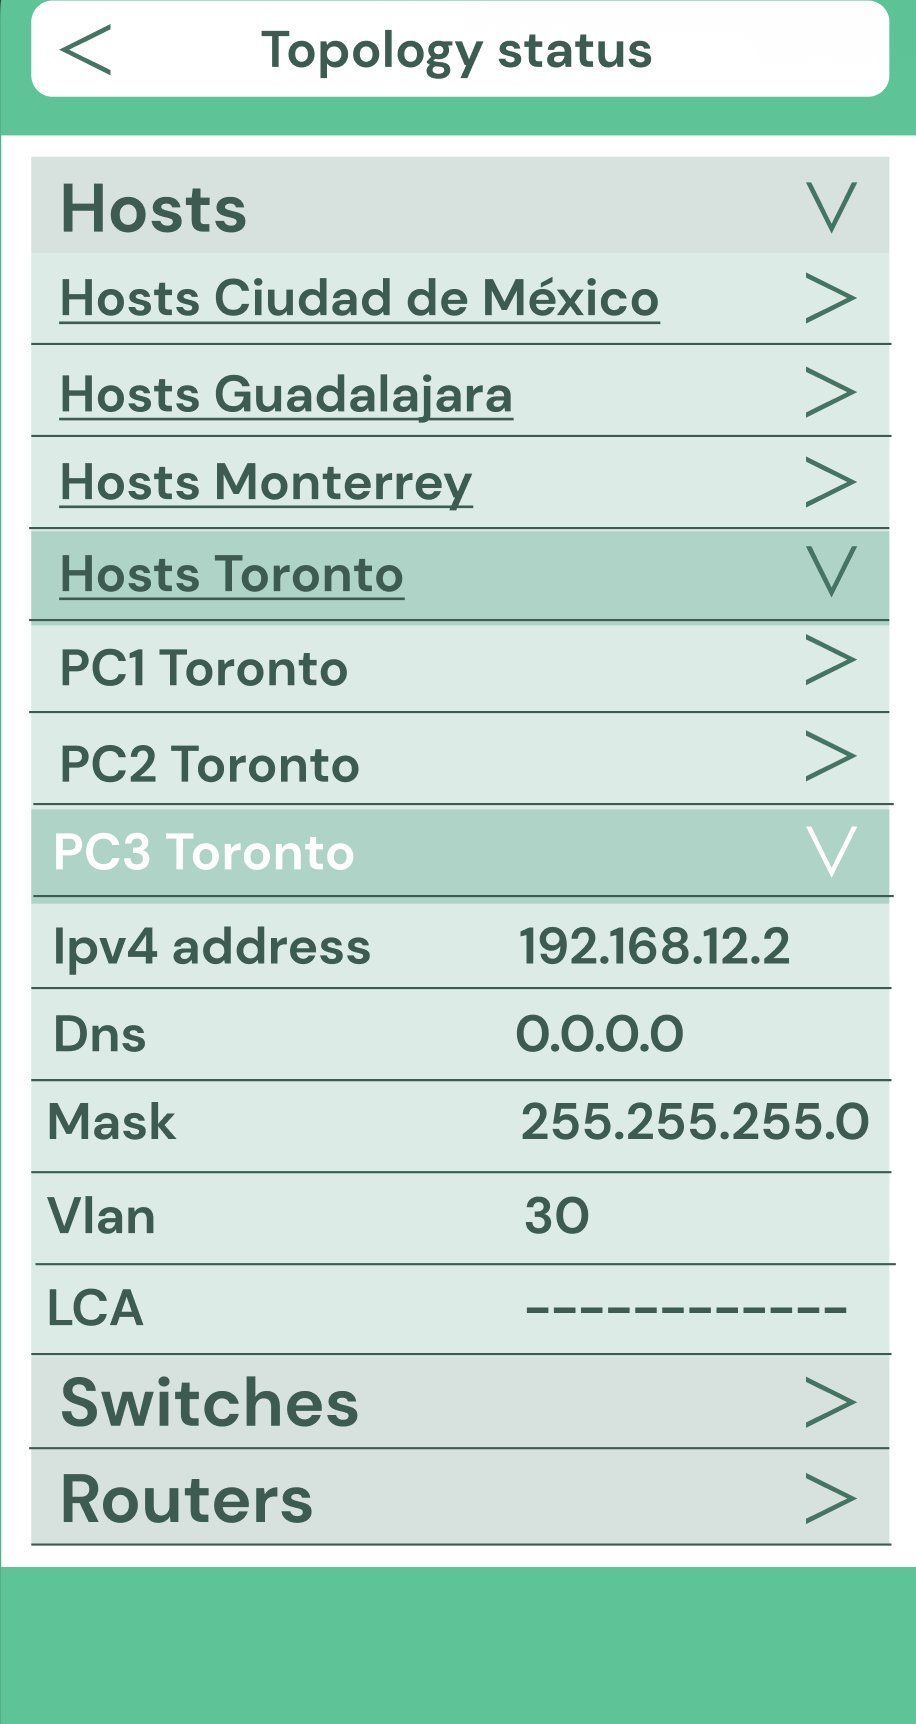 Topology status
Hosts
Hosts Ciudad de México
Hosts Guadalajara
Hosts Monterrey
Hosts Toronto
PC1 Toronto
PC2 Toronto
PC3 Toronto
Ipv4 address 192.168.12.2
Dns 0.0.0.0
Mask 255.255.255.0
Vlan 30
LCA ------------
Switches
Routers